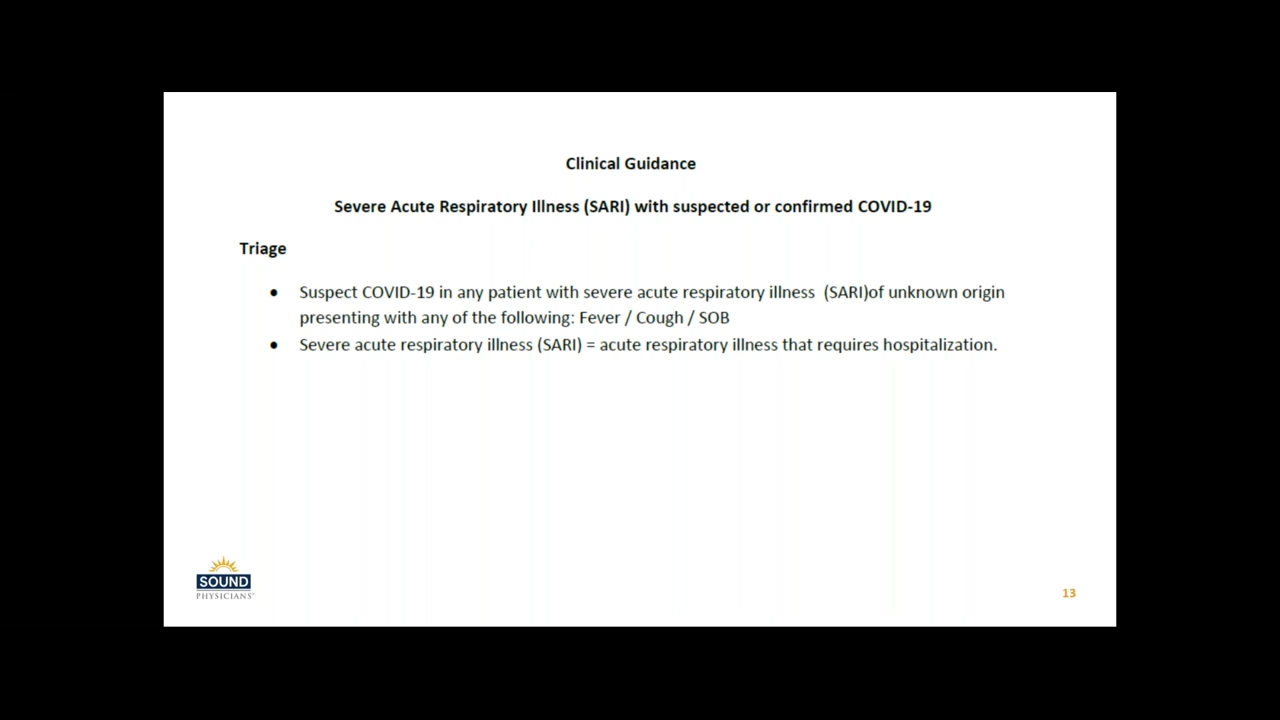 Clinical Guidance
Severe Acute Respiratory Illness (SARI) with suspected or confirmed COVID-19
Triage
• Suspect COVID-19 in any patient with severe acute respiratory illness  (SARI)of unknown origin
presenting with any of the following: Fever / Cough / SOB
• Severe acute respiratory illness (SARI) = acute respiratory illness that requires hospitalization.
SOUND
PHYSICIANS
13